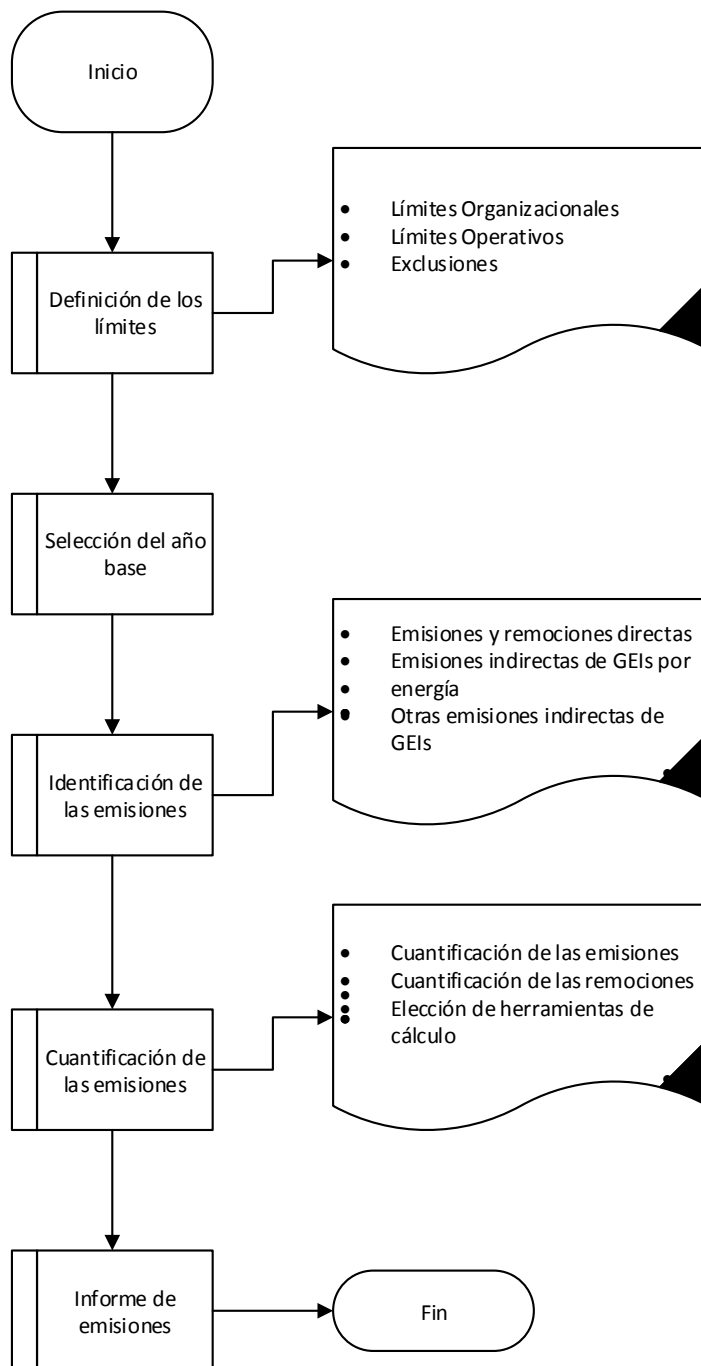 Inicio
Definición de los
límites
• Límites Organizacionales
• Límites Operativos
• Exclusiones
Selección del año
base
Identificación de
las emisiones
• Emisiones y remociones directas
• Emisiones indirectas de GEIs por
• energía
• Otras emisiones indirectas de
GEIs
Cuantificación de
las emisiones
• Cuantificación de las emisiones
• Cuantificación de las remociones
• Elección de herramientas de
• cálculo
Informe de
emisiones
Fin